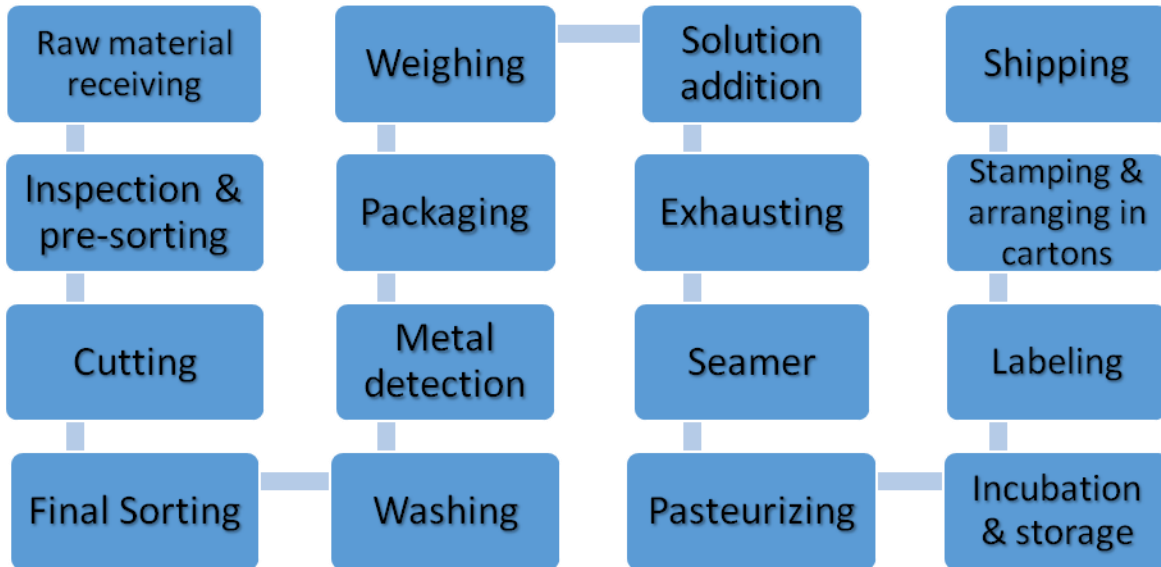 Raw material
receiving
Inspection &
pre-sorting
Cutting
Final Sorting
Washing
Metal
detection
Packaging
Weighing
Solution
addition
Exhausting
Seamer
Pasteurizing
Incubation
& storage
Labeling
Stamping &
arranging in
cartons
Shipping